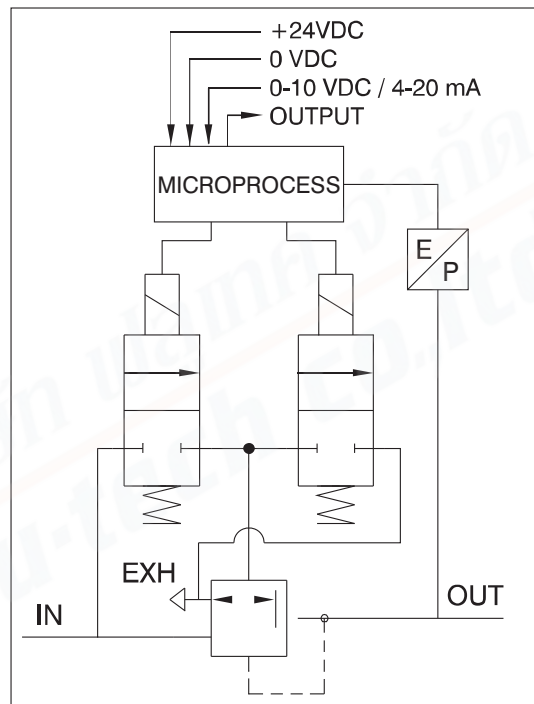 +24VDC
0 VDC
0-10 VDC / 4-20 mA
OUTPUT
MICROPROCESS
E
P
EXH
IN
OUT